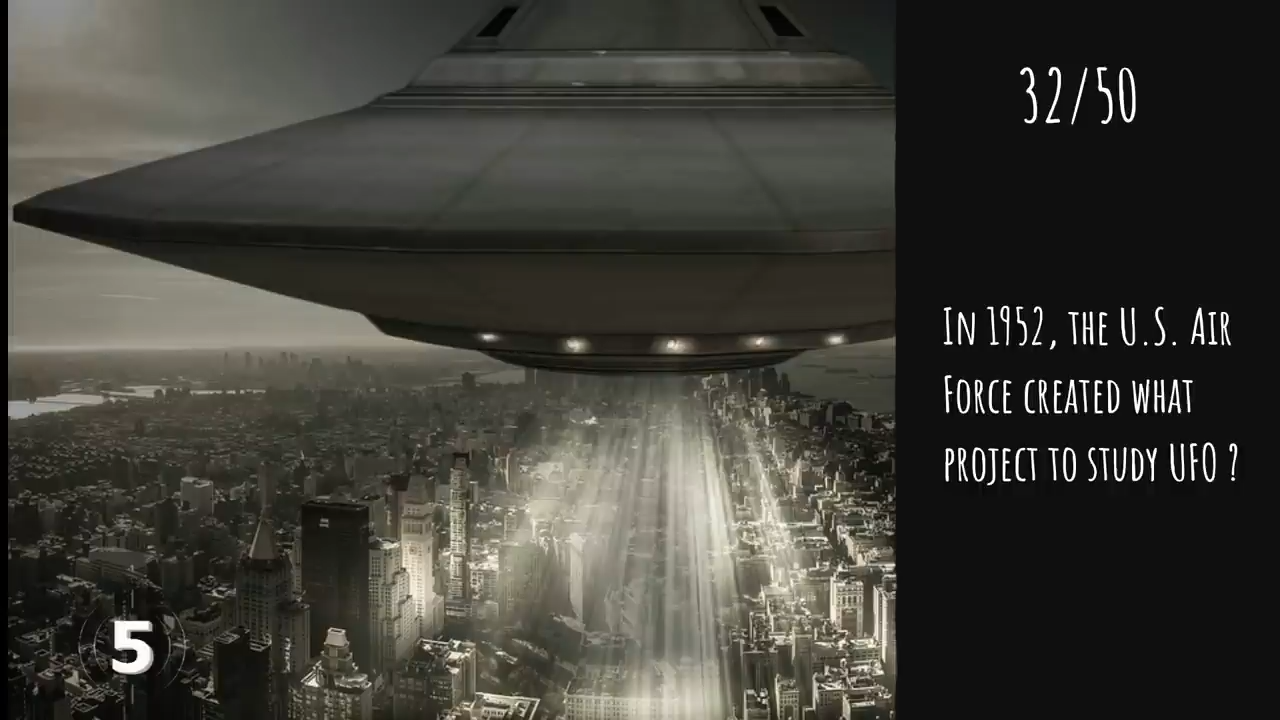 32/50
In 1952, the U.S. Air
Force created what
project to study UFO ?
5